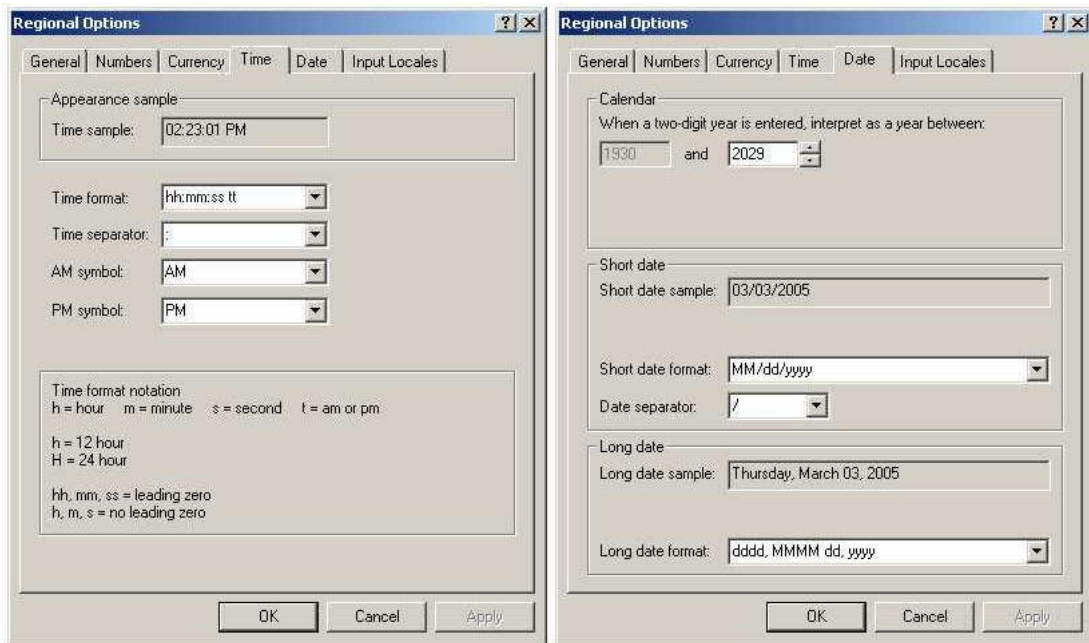 Regional Options
General Numbers Currency Time Date Input Locales
Appearance sample
Time sample: 02:23:01 PM
Time format: hh:mm:ss tt
Time separator: :
AM symbol: AM
PM symbol: PM
Time format notation
h = hour m = minute s = second t = am or pm
h = 12 hour
H = 24 hour
hh, mm, ss = leading zero
h, m, s = no leading zero
OK Cancel Apply
Regional Options
General Numbers Currency Time Date Input Locales
Calendar
When a two-digit year is entered, interpret as a year between:
1930 and 2029
Short date
Short date sample: 03/03/2005
Short date format: MM/dd/yyyy
Date separator: /
Long date
Long date sample: Thursday, March 03, 2005
Long date format: dddd, MMMM dd, yyyy
OK Cancel Apply